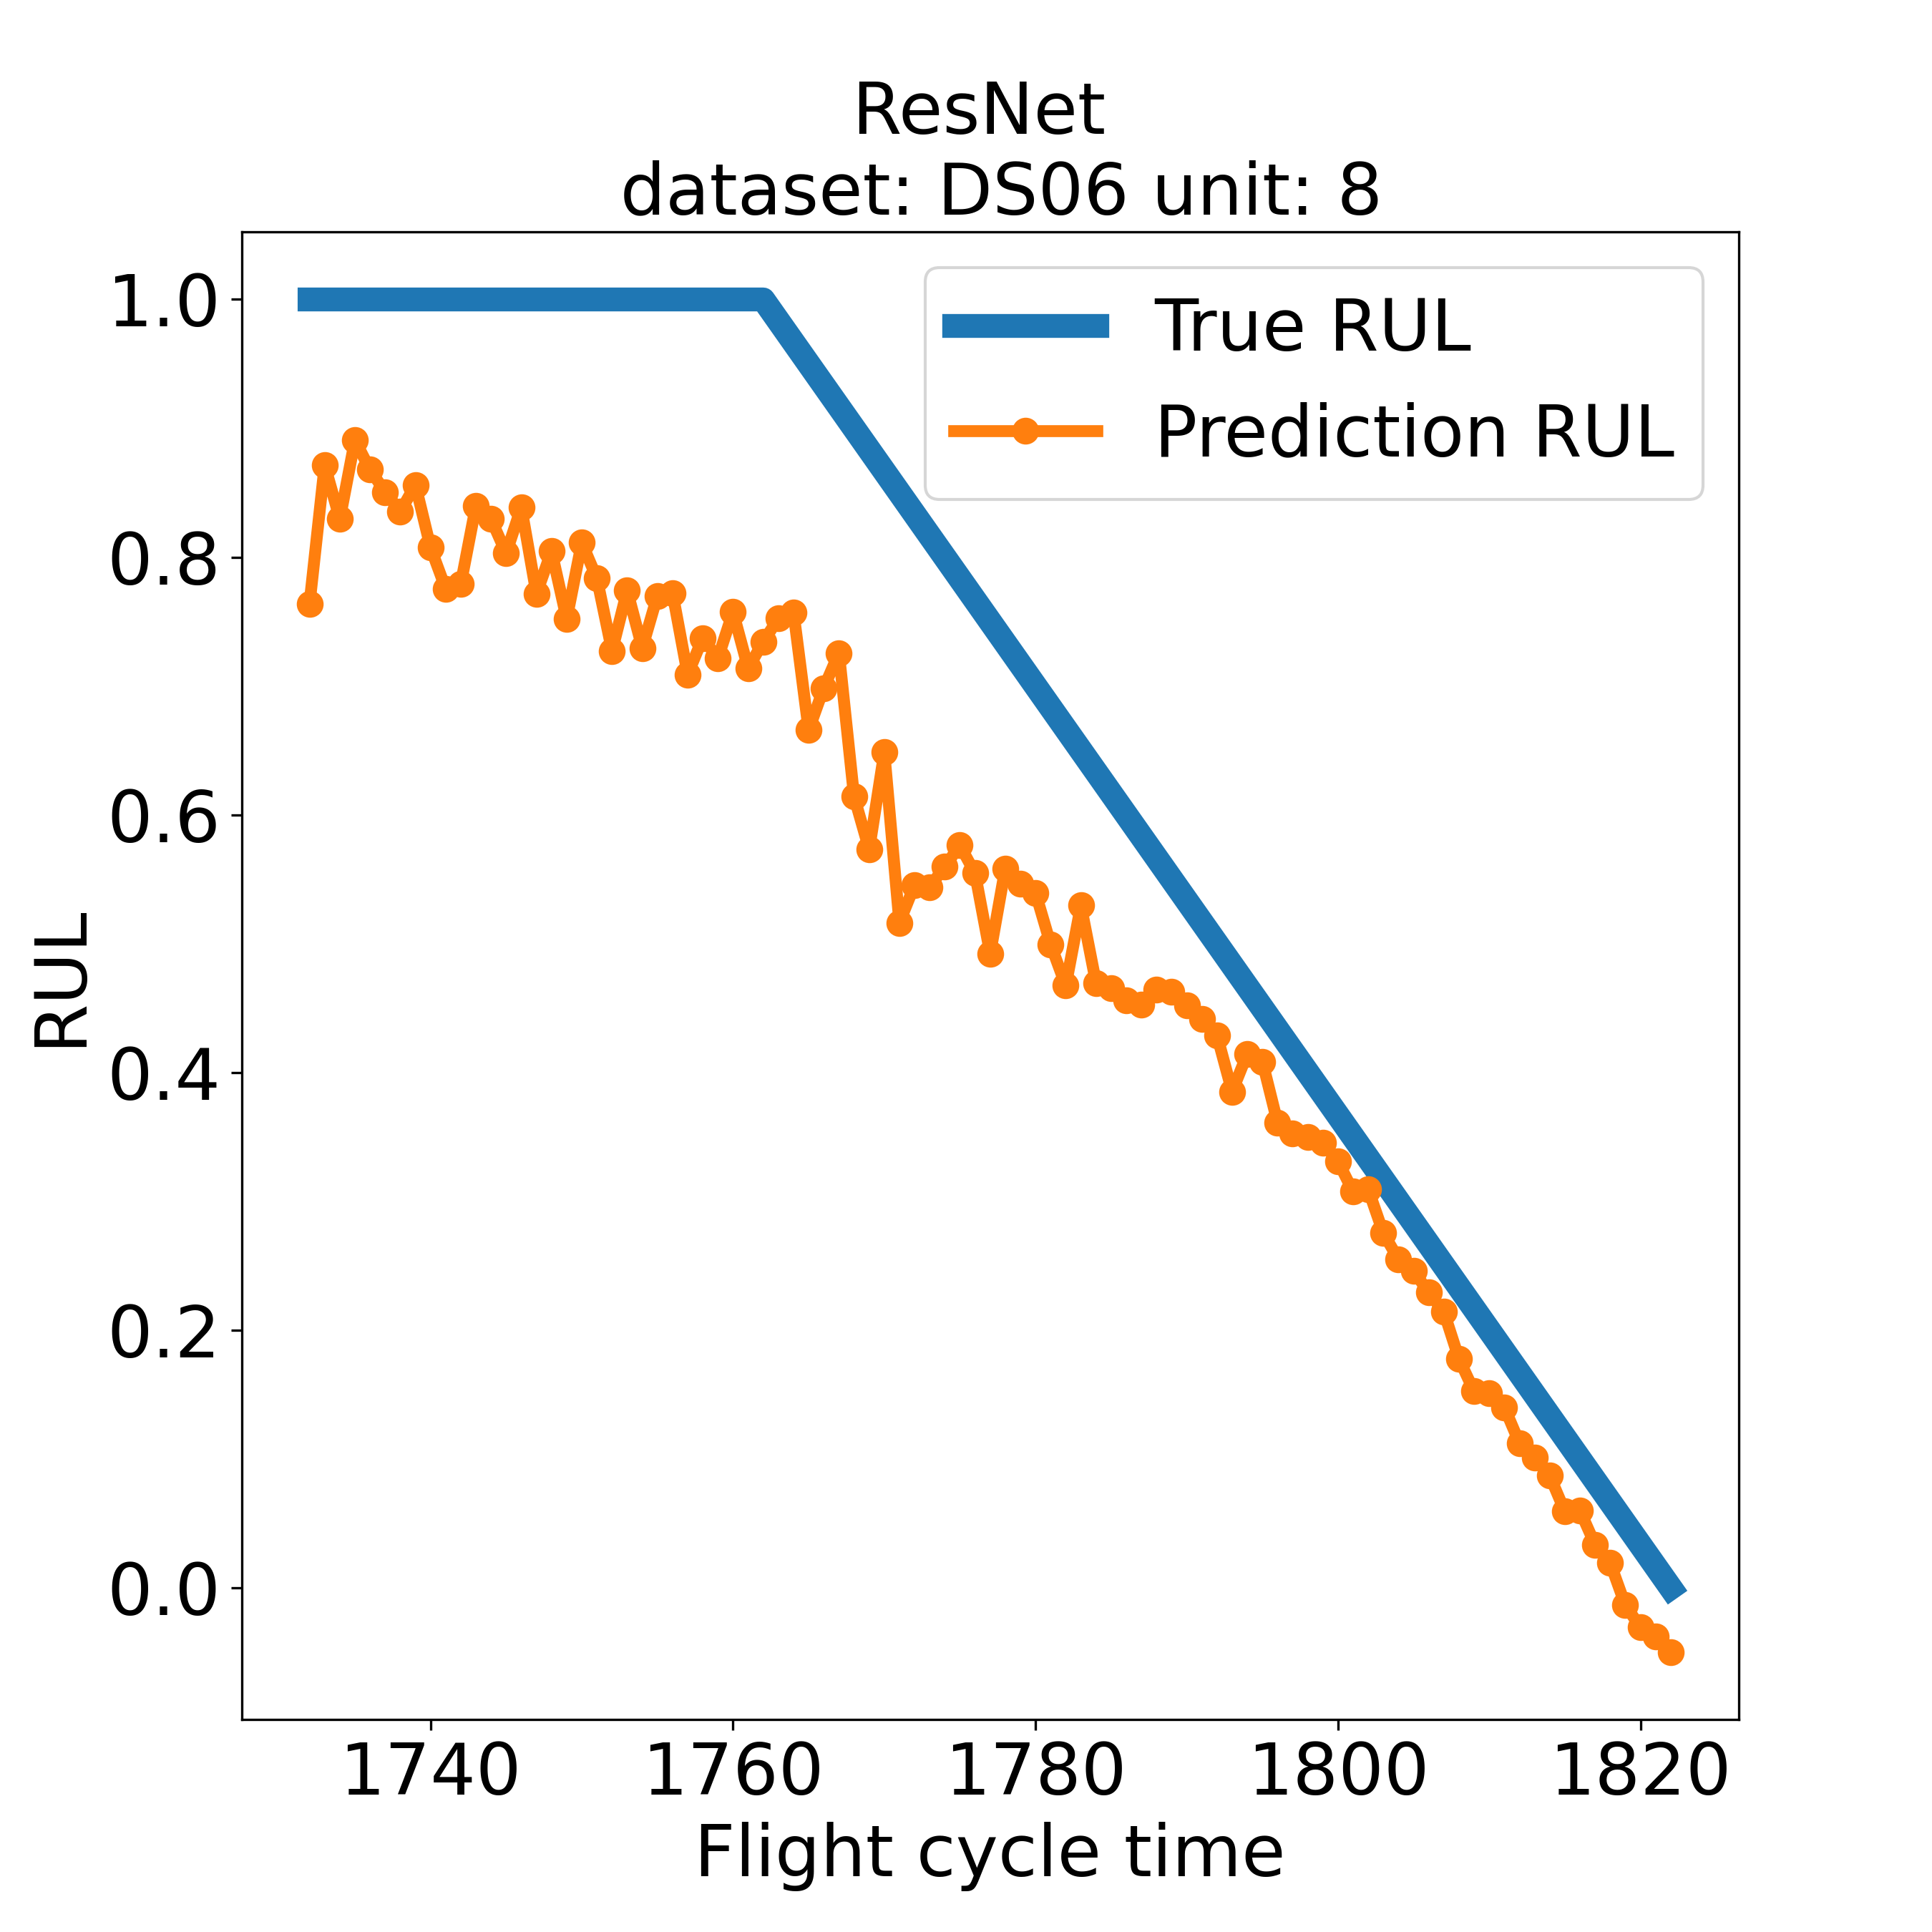 ResNet
dataset: DS06 unit: 8
True RUL
Prediction RUL
1.0
0.8
0.6
0.4
0.2
0.0
RUL
1740 1760 1780 1800 1820
Flight cycle time